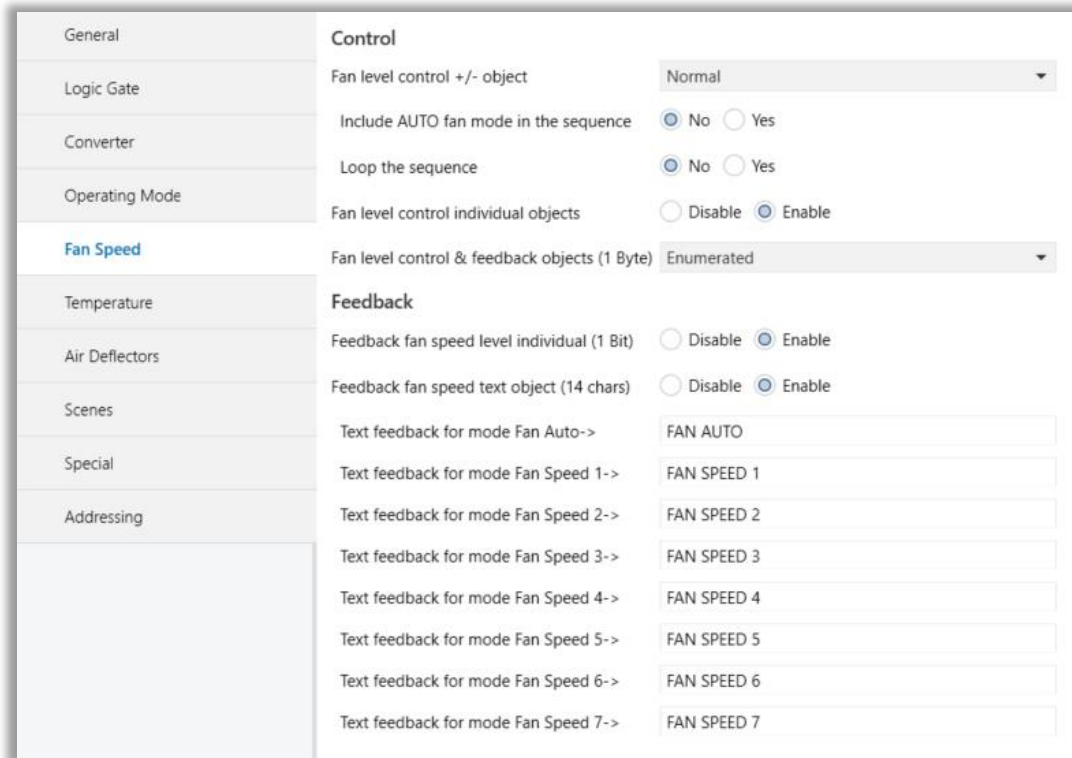 General
Logic Gate
Converter
Operating Mode
Fan Speed
Temperature
Air Deflectors
Scenes
Special
Addressing
Control
Fan level control +/- object Normal
Include AUTO fan mode in the sequence No Yes
Loop the sequence No Yes
Fan level control individual objects Disable Enable
Fan level control & feedback objects (1 Byte) Enumerated
Feedback
Feedback fan speed level individual (1 Bit) Disable Enable
Feedback fan speed text object (14 chars) Disable Enable
Text feedback for mode Fan Auto-> FAN AUTO
Text feedback for mode Fan Speed 1-> FAN SPEED 1
Text feedback for mode Fan Speed 2-> FAN SPEED 2
Text feedback for mode Fan Speed 3-> FAN SPEED 3
Text feedback for mode Fan Speed 4-> FAN SPEED 4
Text feedback for mode Fan Speed 5-> FAN SPEED 5
Text feedback for mode Fan Speed 6-> FAN SPEED 6
Text feedback for mode Fan Speed 7-> FAN SPEED 7